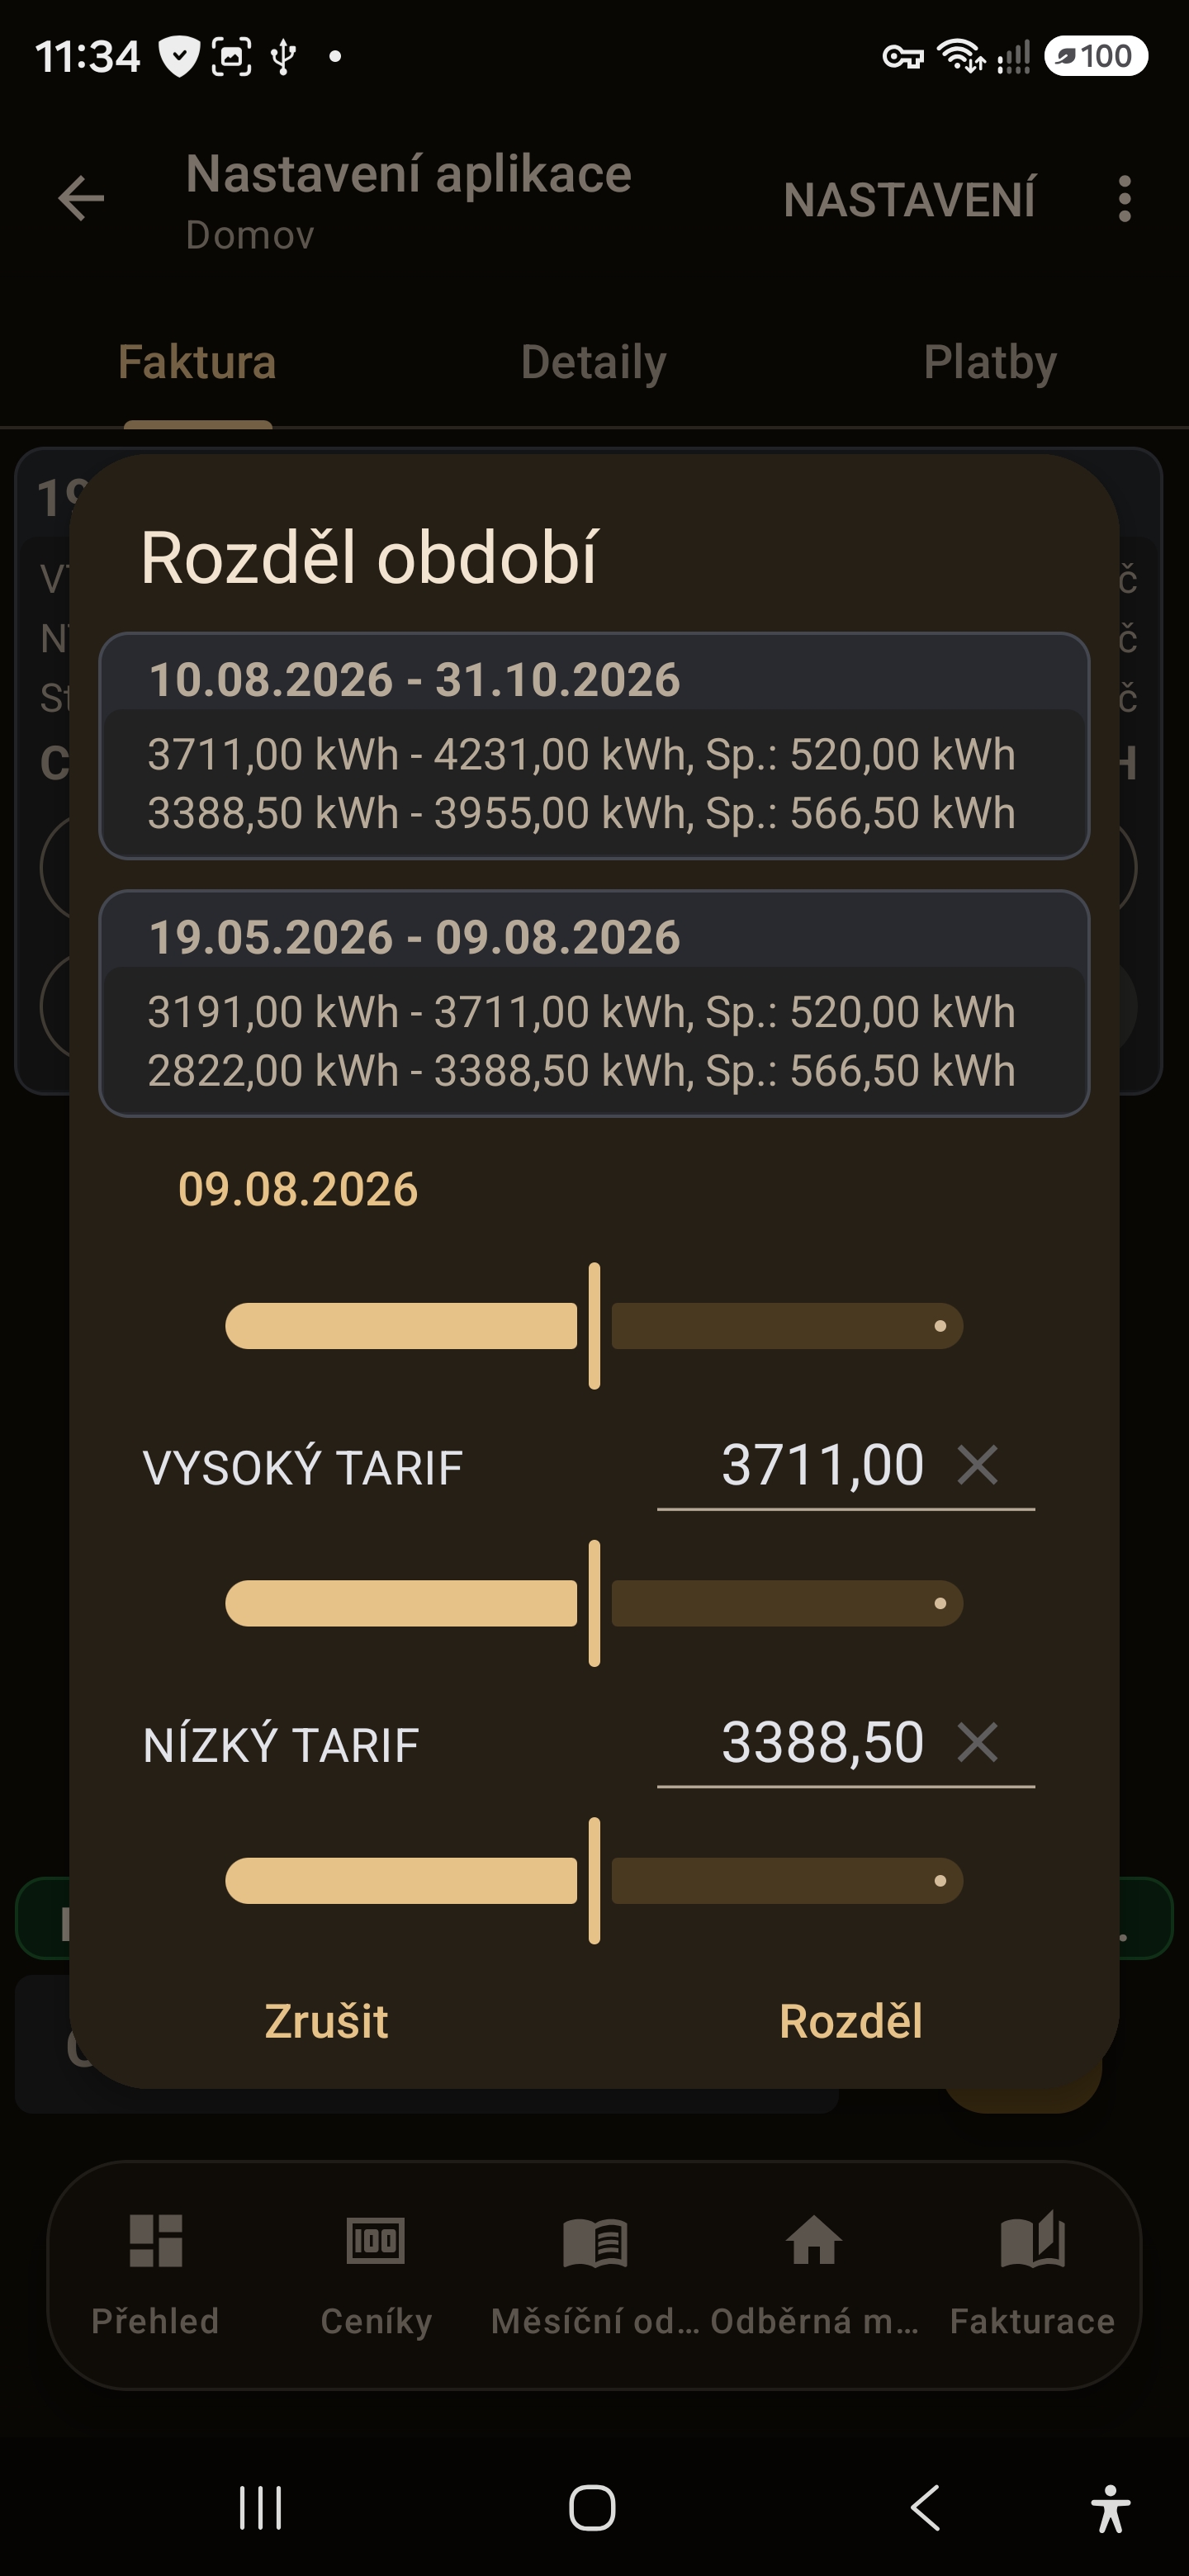 11:34
100
Nastavení aplikace
Domov
NASTAVENÍ
Faktura
Detaily
Platby
Rozděl období
10.08.2026 - 31.10.2026
3711,00 kWh - 4231,00 kWh, Sp.: 520,00 kWh
3388,50 kWh - 3955,00 kWh, Sp.: 566,50 kWh
19.05.2026 - 09.08.2026
3191,00 kWh - 3711,00 kWh, Sp.: 520,00 kWh
2822,00 kWh - 3388,50 kWh, Sp.: 566,50 kWh
09.08.2026
VYSOKÝ TARIF 3711,00
NÍZKÝ TARIF 3388,50
Zrušit
Rozděl
Přehled
Ceníky
Měsíční od...
Odběrná m...
Fakturace